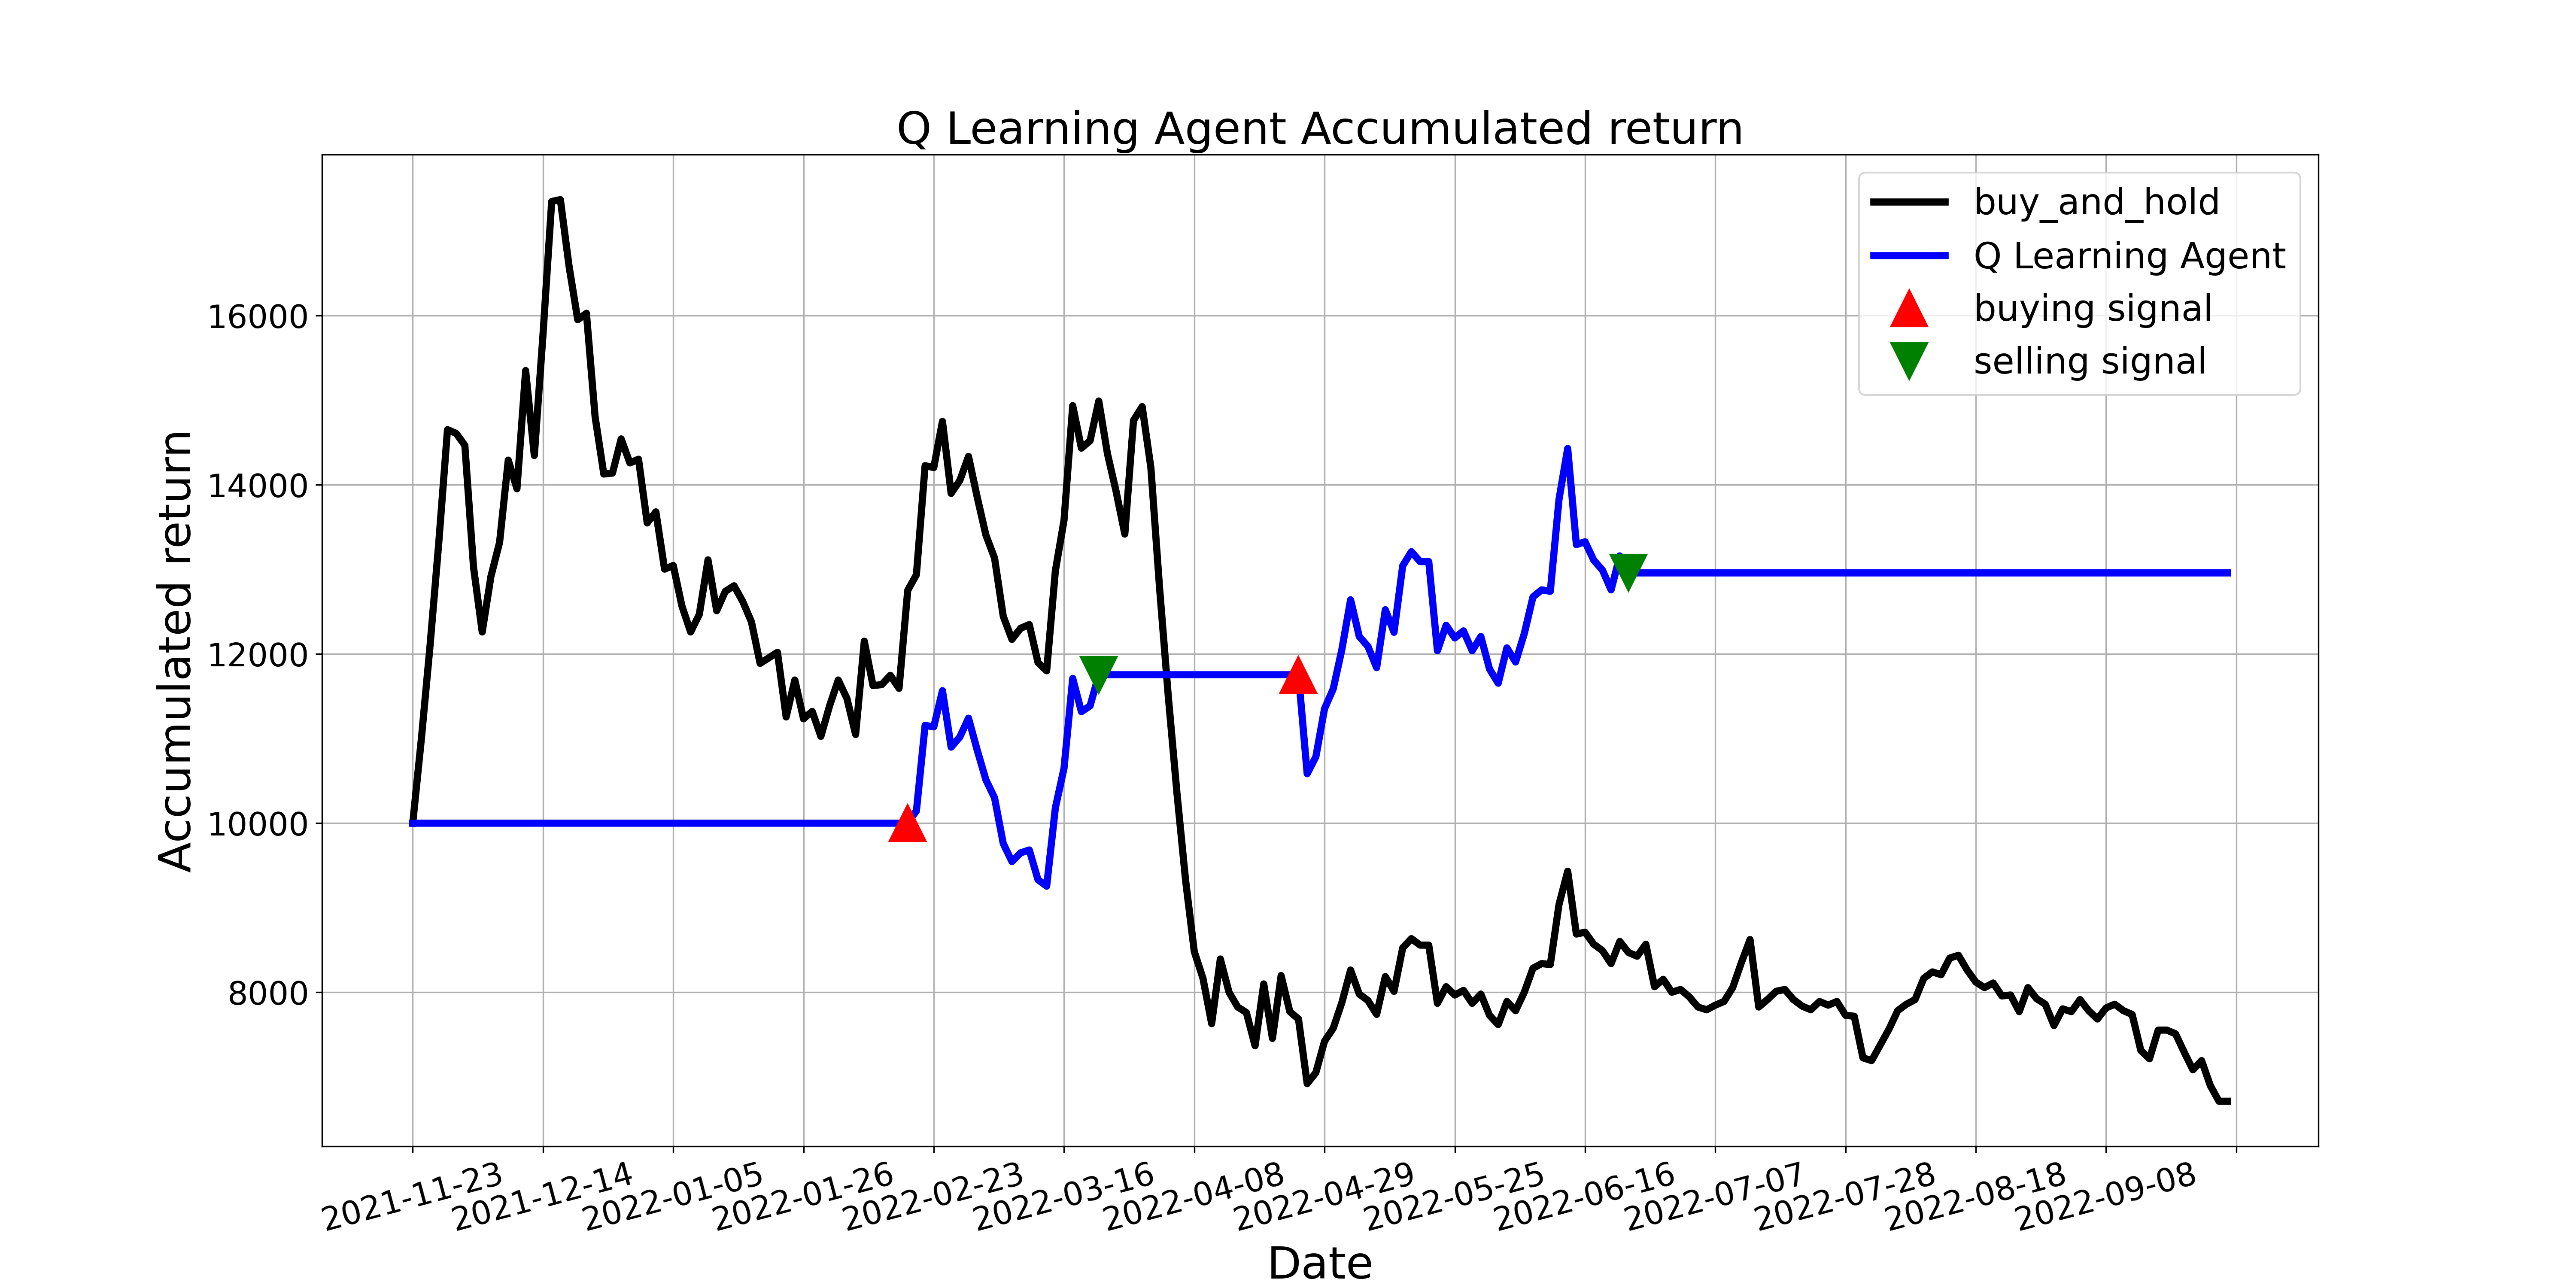 Q Learning Agent Accumulated return
buy_and_hold
Q Learning Agent
buying signal
selling signal
Accumulated return
16000
14000
12000
10000
8000
2021-11-23
2021-12-14
2022-01-05
2022-01-26
2022-02-23
2022-03-16
2022-04-08
2022-04-29
2022-05-25
2022-06-16
2022-07-07
2022-07-28
2022-08-18
2022-09-08
Date